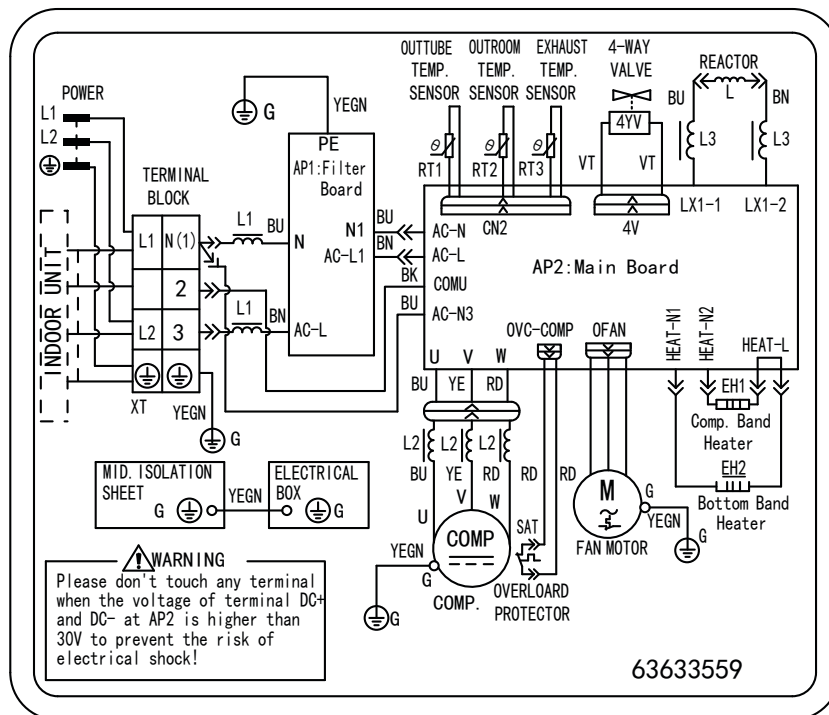 OUTTUBE TEMP. SENSOR
OUTROOM TEMP. SENSOR
EXHAUST TEMP. SENSOR
4-WAY VALVE
REACTOR
L
BU
BN
L3
L3
4YV
VT
VT
θ
RT1
θ
RT2
θ
RT3
POWER
L1
L2
G
YEGN
PE
AP1:Filter Board
N
N1
AC-L1
AC-L
TERMINAL BLOCK
L1
N(1)
2
L2
3
XT
INDOOR UNIT
L1
BU
L1
BN
YEGN
G
BU
BN
BK
BU
AC-N
AC-L
COMU
AC-N3
CN2
4V
LX1-1
LX1-2
AP2:Main Board
OVC-COMP
OFAN
HEAT-N1
HEAT-N2
HEAT-L
U
V
W
BU
YE
RD
L2
L2
L2
BU
YE
RD
RD
RD
U
V
W
EH1
Comp. Band Heater
EH2
Bottom Band Heater
M
FAN MOTOR
G
YEGN
G
COMP
COMP.
YEGN
G
G
SAT
OVERLOARD PROTECTOR
MID. ISOLATION SHEET
G
YEGN
ELECTRICAL BOX
G
WARNING
Please don't touch any terminal
when the voltage of terminal DC+
and DC- at AP2 is higher than
30V to prevent the risk of
electrical shock!
63633559